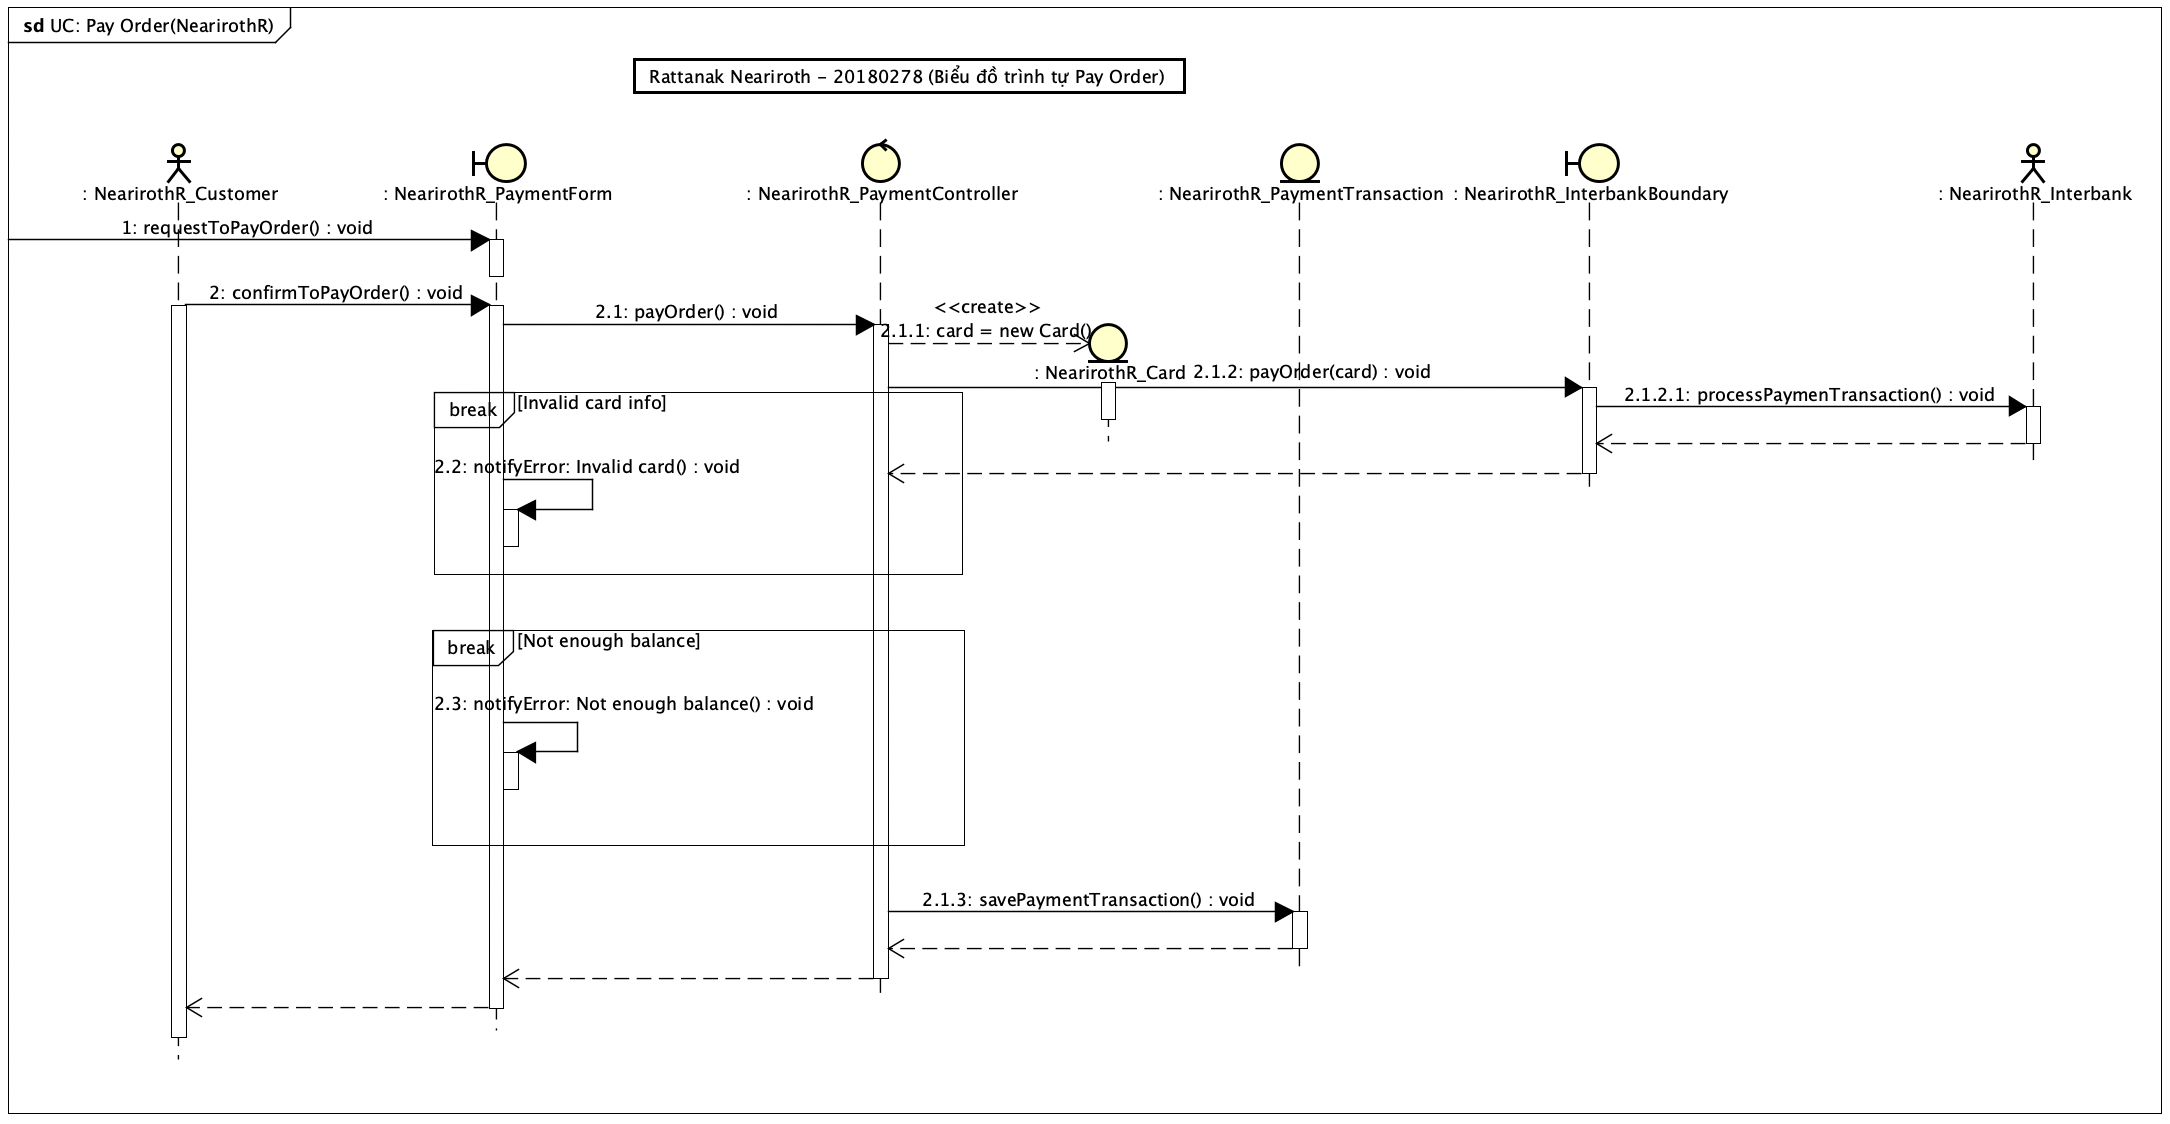 sd UC: Pay Order(NearirothR)
Rattanak Neariroth – 20180278 (Biểu đồ trình tự Pay Order)
: NearirothR_Customer
: NearirothR_PaymentForm
: NearirothR_PaymentController
: NearirothR_PaymentTransaction
: NearirothR_InterbankBoundary
: NearirothR_Interbank
1: requestToPayOrder() : void
2: confirmToPayOrder() : void
2.1: payOrder() : void
<<create>>
2.1.1: card = new Card()
: NearirothR_Card
2.1.2: payOrder(card) : void
2.1.2.1: processPaymenTransaction() : void
break
[Invalid card info]
2.2: notifyError: Invalid card() : void
break
[Not enough balance]
2.3: notifyError: Not enough balance() : void
2.1.3: savePaymentTransaction() : void